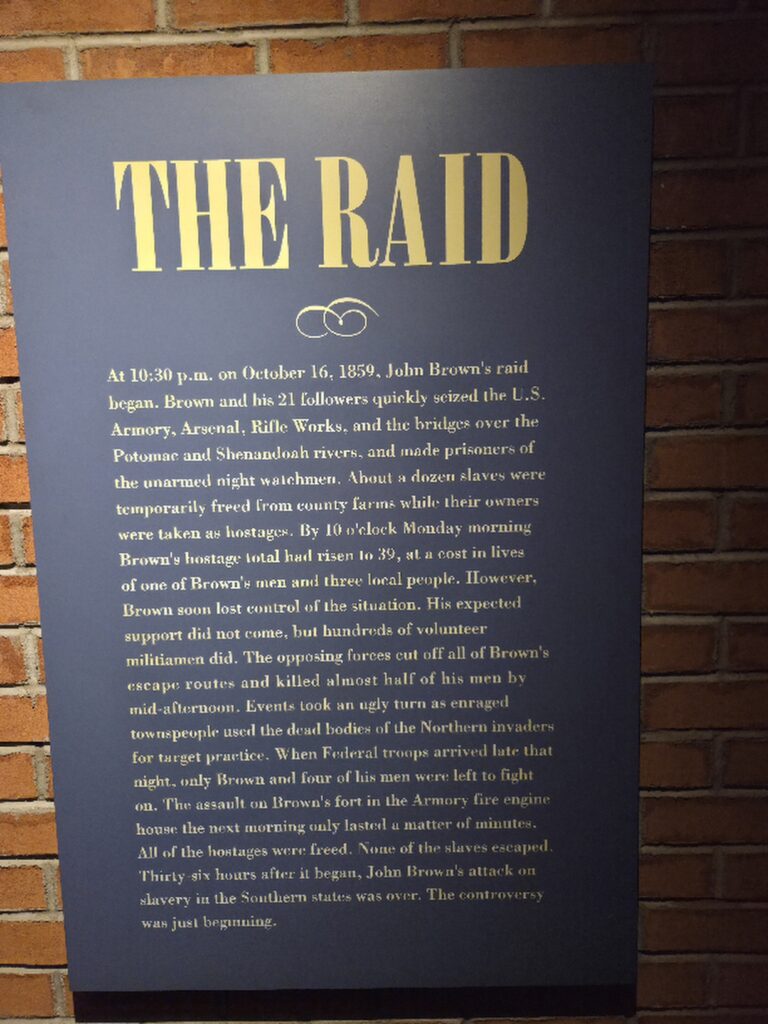 THE RAID
At 10:30 p.m. on October 16, 1859, John Brown's raid
began. Brown and his 21 followers quickly seized the U.S.
Armory, Arsenal, Rifle Works, and the bridges over the
Potomac and Shenandoah rivers, and made prisoners of
the unarmed night watchmen. About a dozen slaves were
temporarily freed from county farms while their owners
were taken as hostages. By 10 o'clock Monday morning
Brown's hostage total had risen to 39, at a cost in lives
of one of Brown's men and three local people. However,
Brown soon lost control of the situation. His expected
support did not come, but hundreds of volunteer
militiamen did. The opposing forces cut off all of Brown's
escape routes and killed almost half of his men by
mid-afternoon. Events took an ugly turn as enraged
townspeople used the dead bodies of the Northern invaders
for target practice. When Federal troops arrived late that
night, only Brown and four of his men were left to fight
on. The assault on Brown's fort in the Armory fire engine
house the next morning only lasted a matter of minutes.
All of the hostages were freed. None of the slaves escaped.
Thirty-six hours after it began, John Brown's attack on
slavery in the Southern states was over. The controversy
was just beginning.